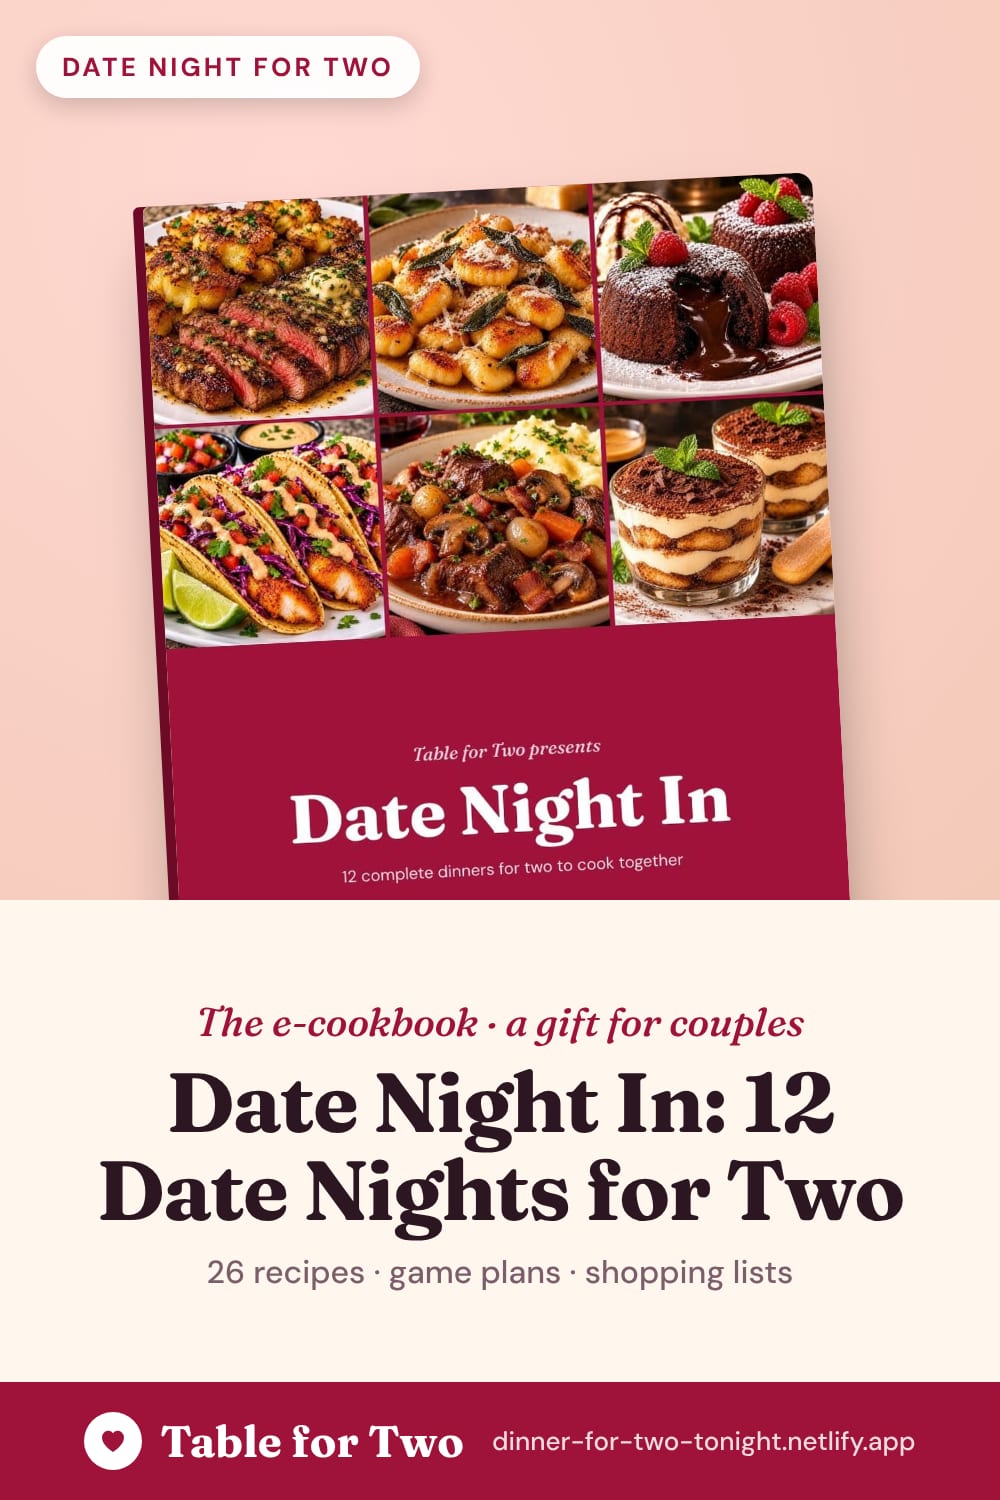 DATE NIGHT FOR TWO
Table for Two presents
Date Night In
12 complete dinners for two to cook together
The e-cookbook · a gift for couples
Date Night In: 12
Date Nights for Two
26 recipes · game plans · shopping lists
Table for Two
dinner-for-two-tonight.netlify.app